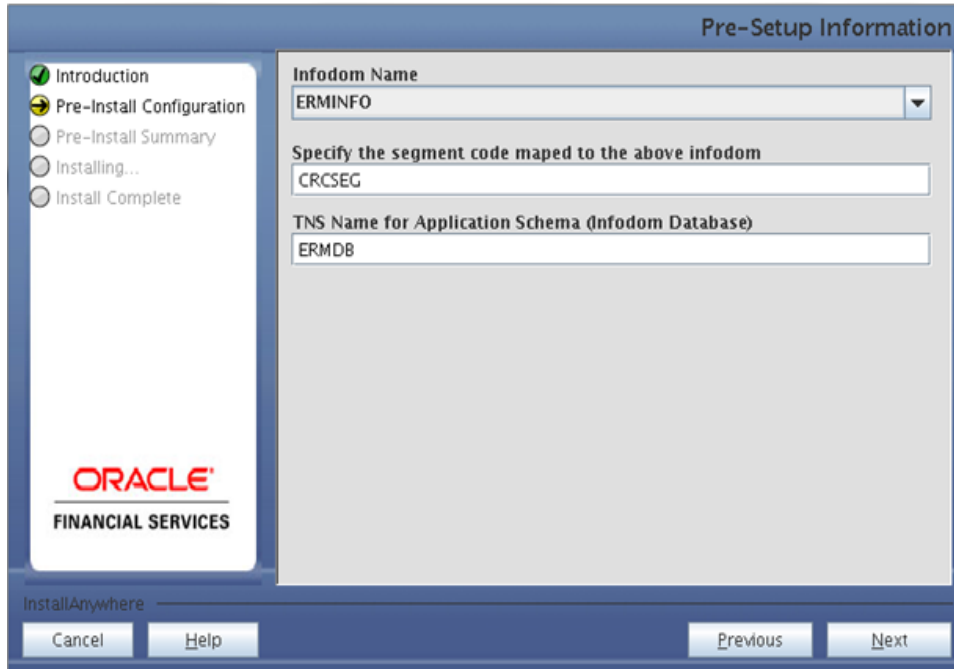 Pre-Setup Information
Introduction
Pre-Install Configuration
Pre-Install Summary
Installing...
Install Complete
ORACLE'
FINANCIAL SERVICES
Infodom Name
ERMINFO
Specify the segment code maped to the above infodom
CRCSEG
TNS Name for Application Schema (Infodom Database)
ERMDB
InstallAnywhere
Cancel
Help
Previous
Next